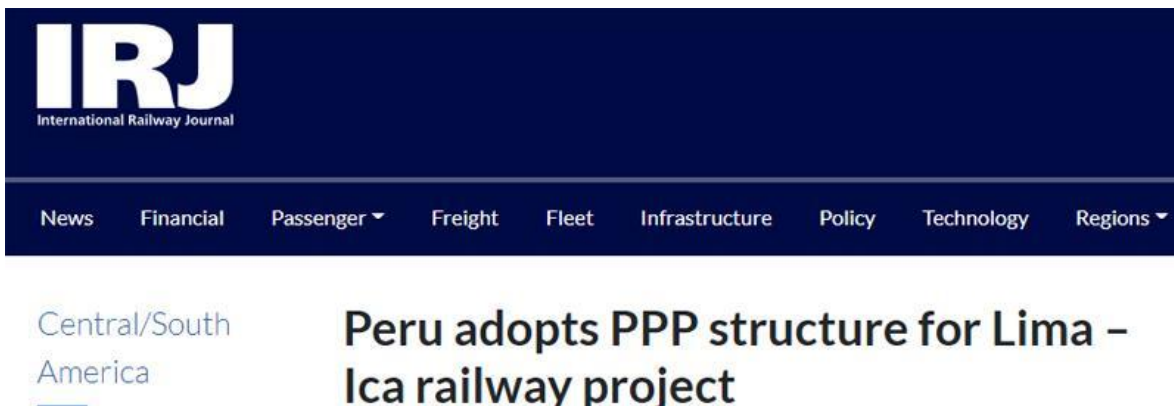 IRJ
International Railway Journal
News Financial Passenger Freight Fleet Infrastructure Policy Technology Regions
Central/South
America
Peru adopts PPP structure for Lima –
Ica railway project